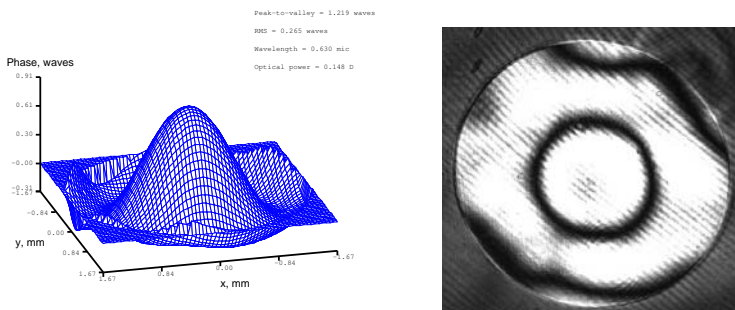 Peak-to-valley = 1.219 waves
RMS = 0.265 waves
Wavelength = 0.630 mic
Optical power = 0.148 D
Phase, waves
0.91
0.61
0.30
-0.00
-0.31
-1.67
-0.84
0.00
0.84
1.67
y, mm
1.67
0.84
0.00
-0.84
-1.67
x, mm